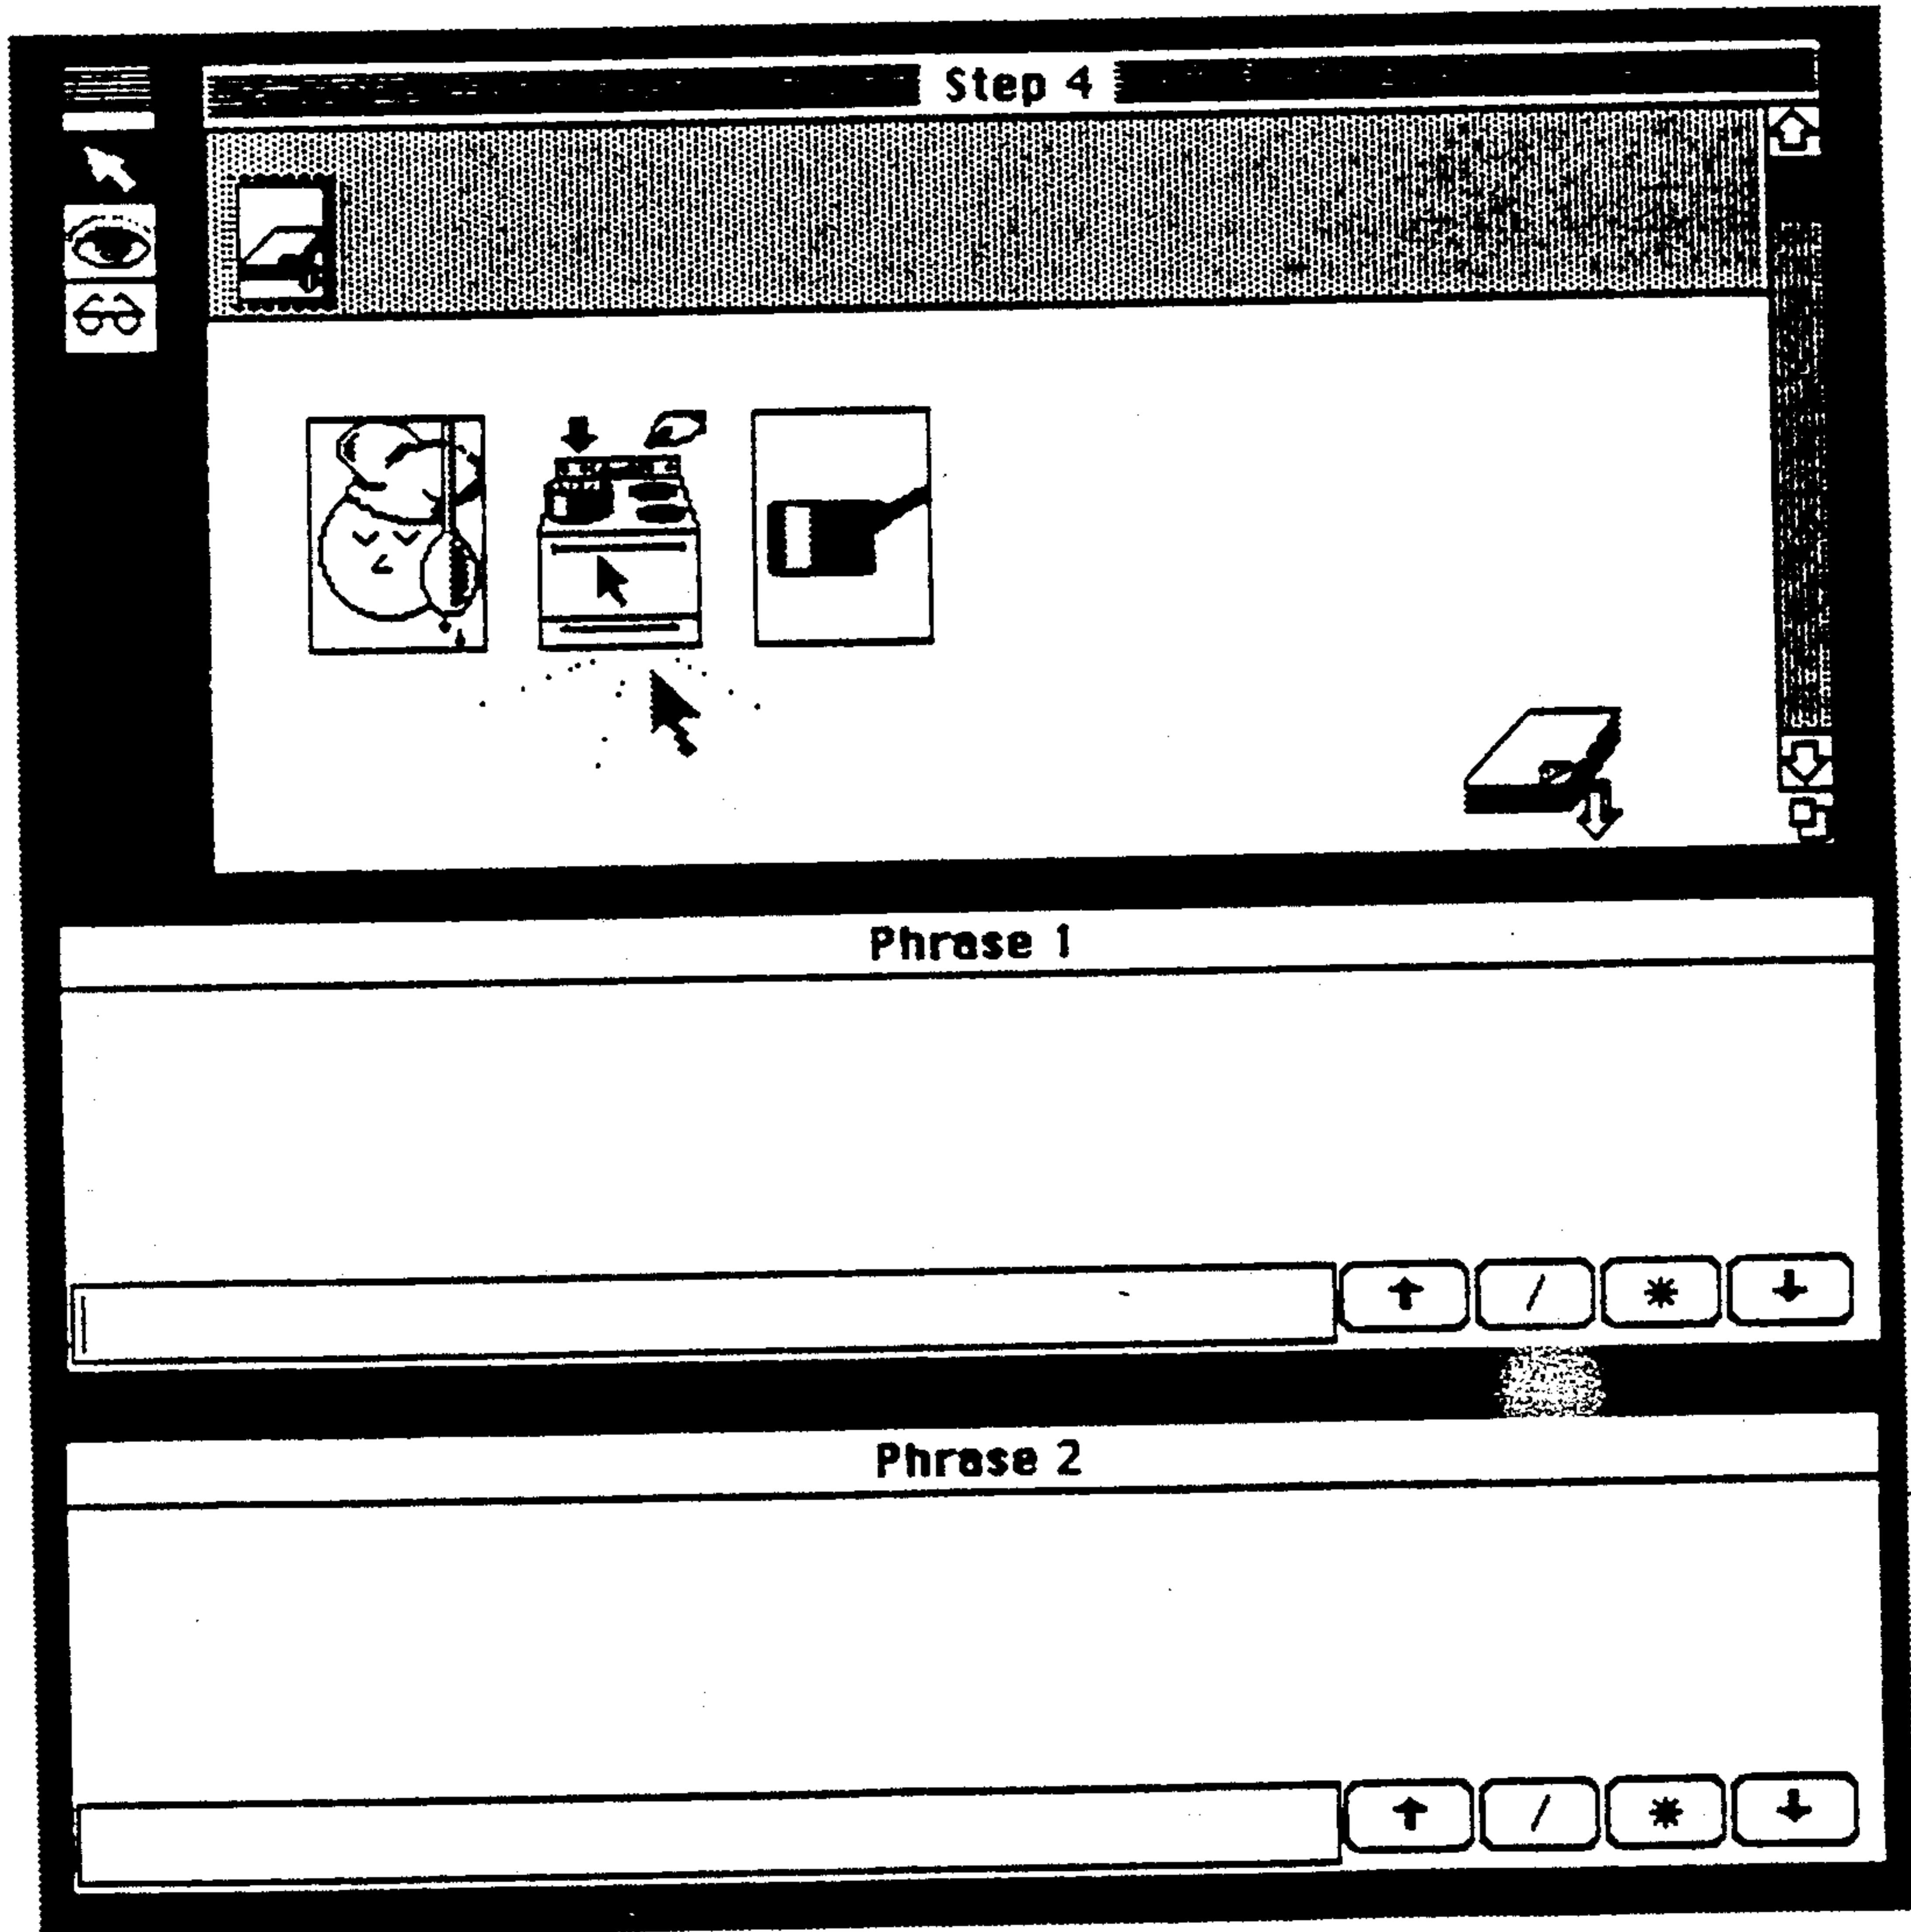 Step 4
Phrase 1
↑ / * ↓
Phrase 2
↑ / * ↓